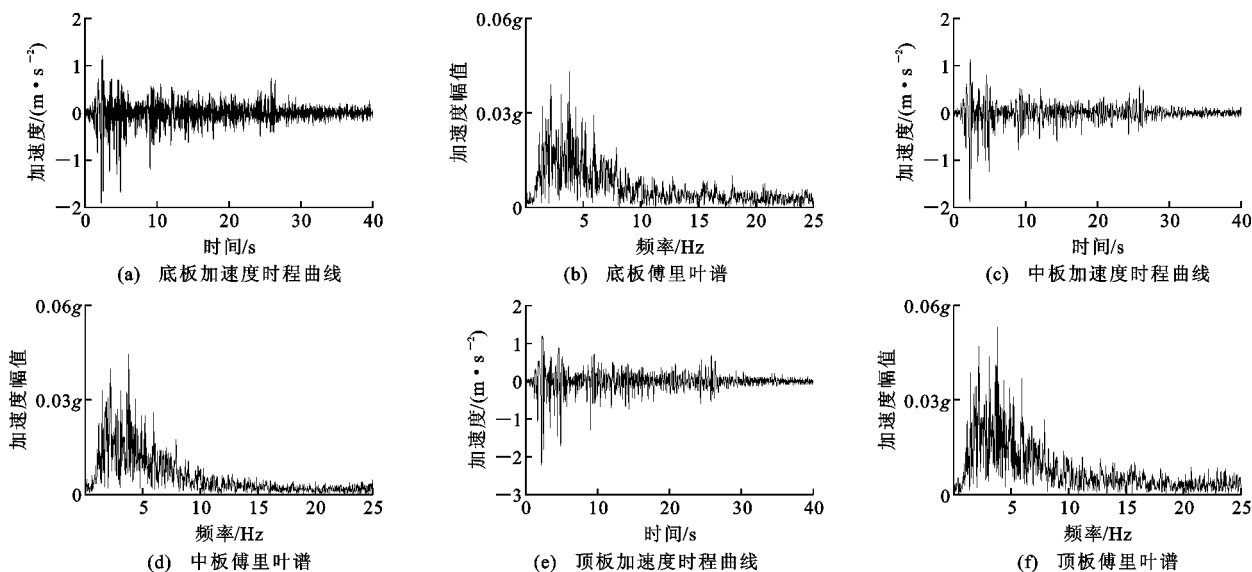 2
1
0
−1
−2
0
10
20
30
40
加速度/(m·s⁻²)
时间/s
(a) 底板加速度时程曲线
0.06g
0.03g
0
5
10
15
20
25
加速度幅值
频率/Hz
(b) 底板傅里叶谱
2
1
0
−1
−2
0
10
20
30
40
加速度/(m·s⁻²)
时间/s
(c) 中板加速度时程曲线
0.06g
0.03g
0
5
10
15
20
25
加速度幅值
频率/Hz
(d) 中板傅里叶谱
2
1
0
−1
−2
−3
0
10
20
30
40
加速度/(m·s⁻²)
时间/s
(e) 顶板加速度时程曲线
0.06g
0.03g
0
5
10
15
20
25
加速度幅值
频率/Hz
(f) 顶板傅里叶谱